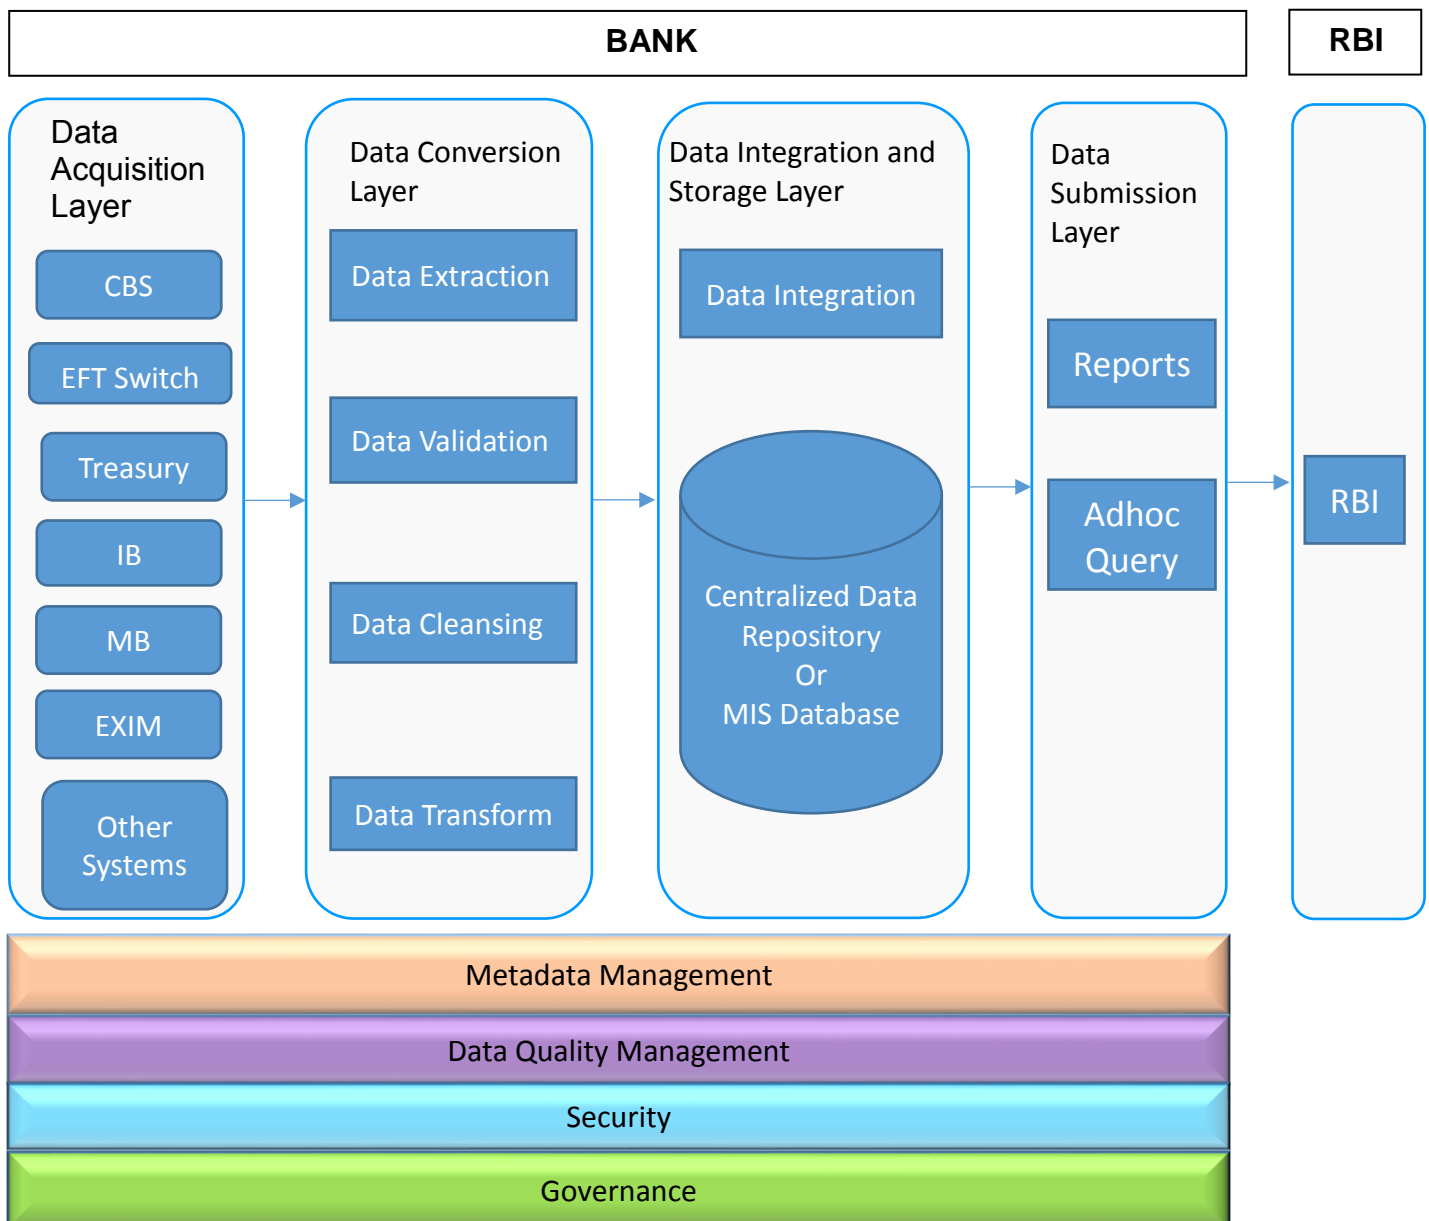 BANK
RBI
Data
Acquisition
Layer
CBS
EFT Switch
Treasury
IB
MB
EXIM
Other
Systems
Data Conversion
Layer
Data Extraction
Data Validation
Data Cleansing
Data Transform
Data Integration and
Storage Layer
Data Integration
Centralized Data
Repository
Or
MIS Database
Data
Submission
Layer
Reports
Adhoc
Query
RBI
Metadata Management
Data Quality Management
Security
Governance